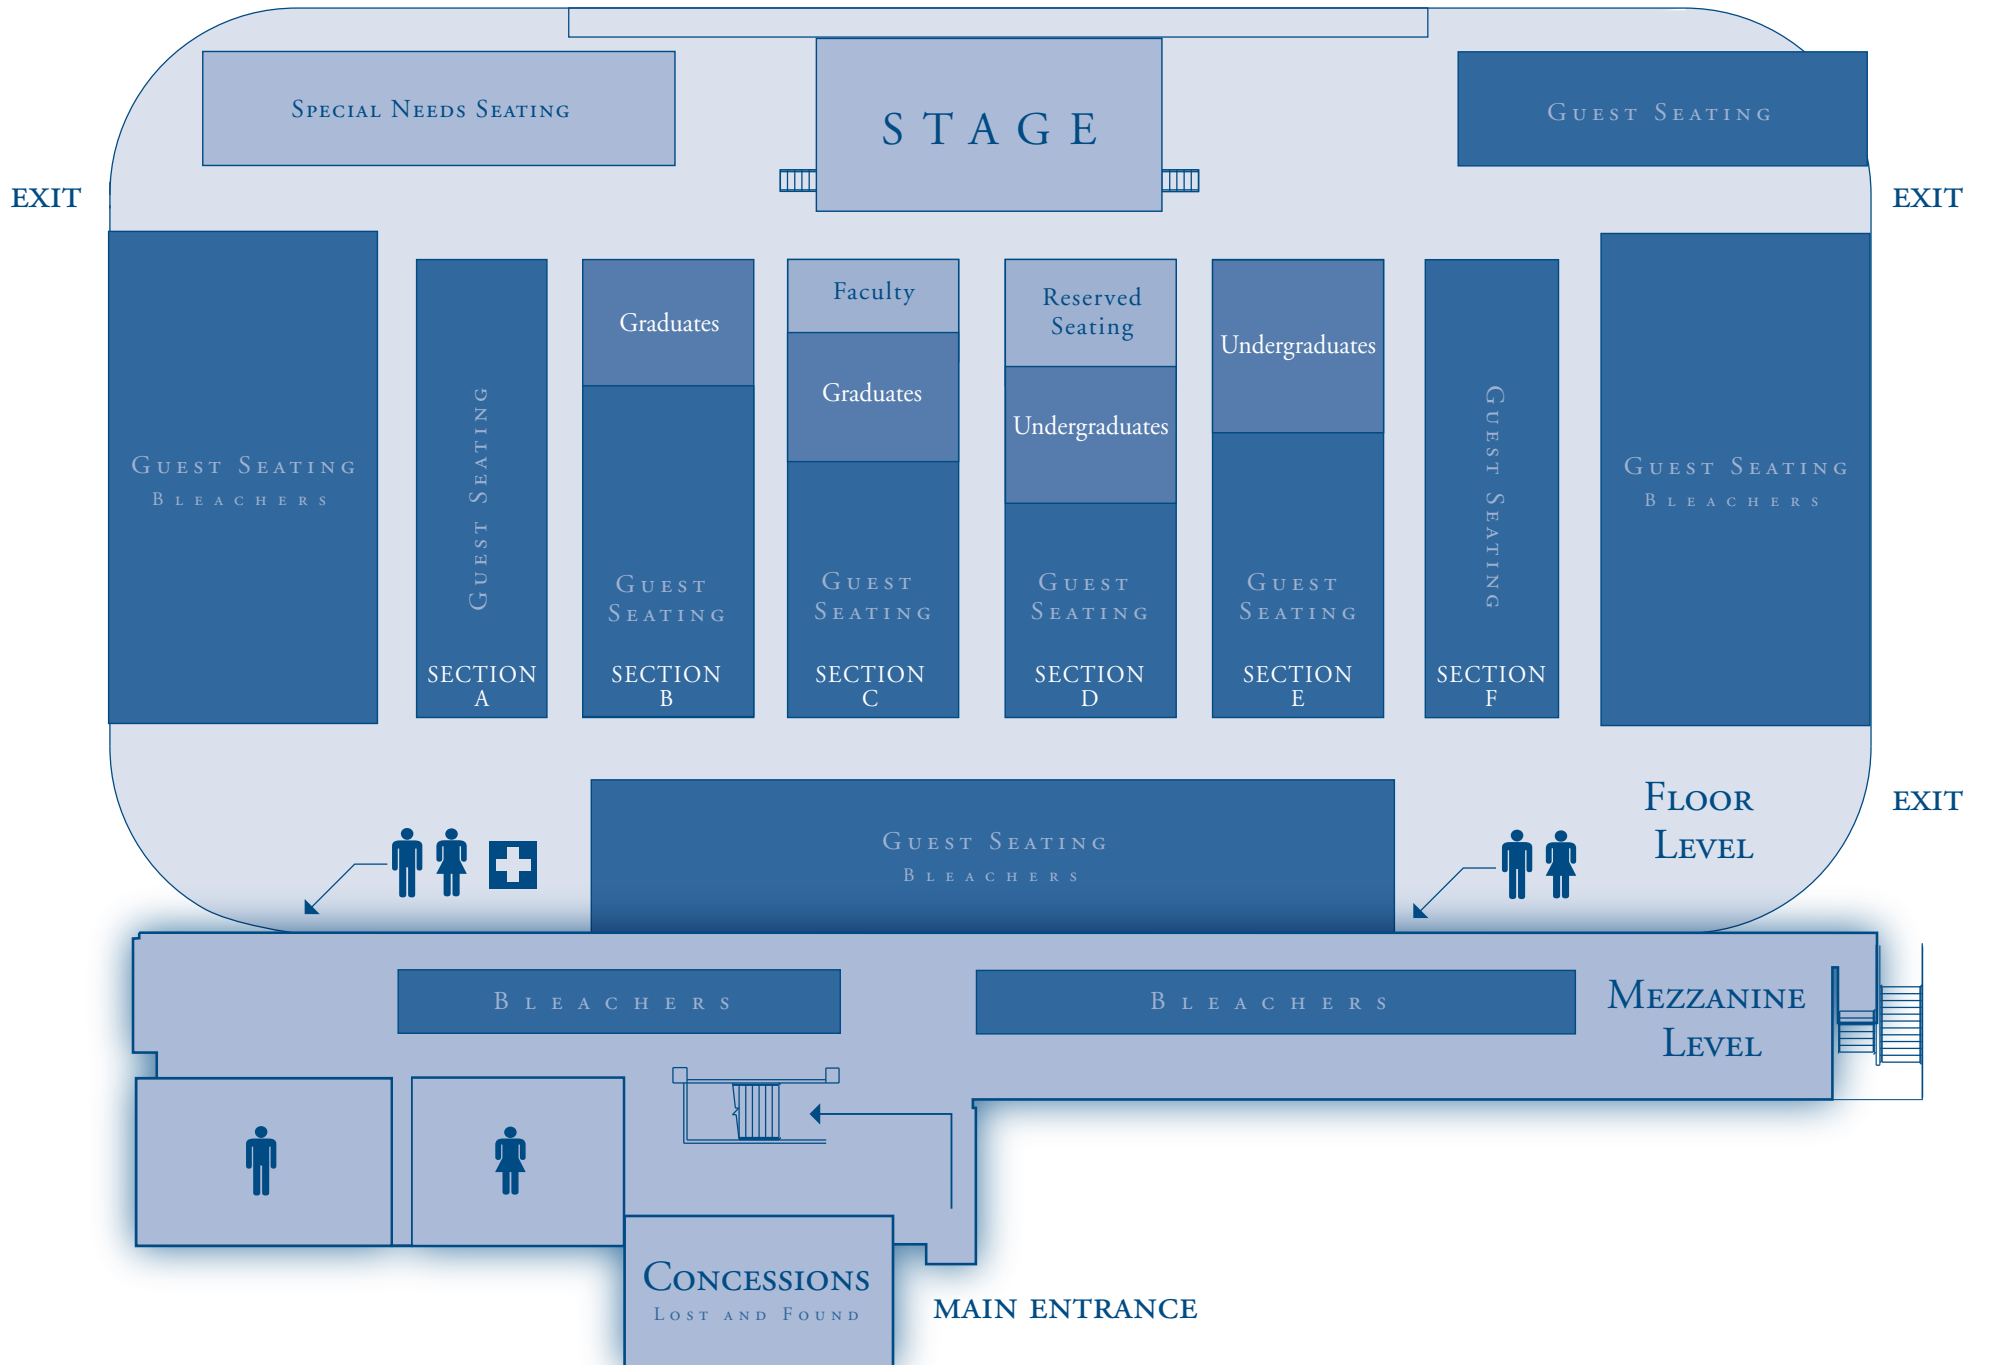 Special Needs Seating
STAGE
Guest Seating
EXIT
EXIT
Guest Seating
Bleachers
Guest Seating
SECTION
A
Graduates
Guest
Seating
SECTION
B
Faculty
Graduates
Guest
Seating
SECTION
C
Reserved
Seating
Undergraduates
Guest
Seating
SECTION
D
Undergraduates
Guest
Seating
SECTION
E
Guest Seating
SECTION
F
Guest Seating
Bleachers
Guest Seating
Bleachers
Floor
Level
EXIT
Bleachers
Bleachers
Mezzanine
Level
Concessions
Lost and Found
MAIN ENTRANCE